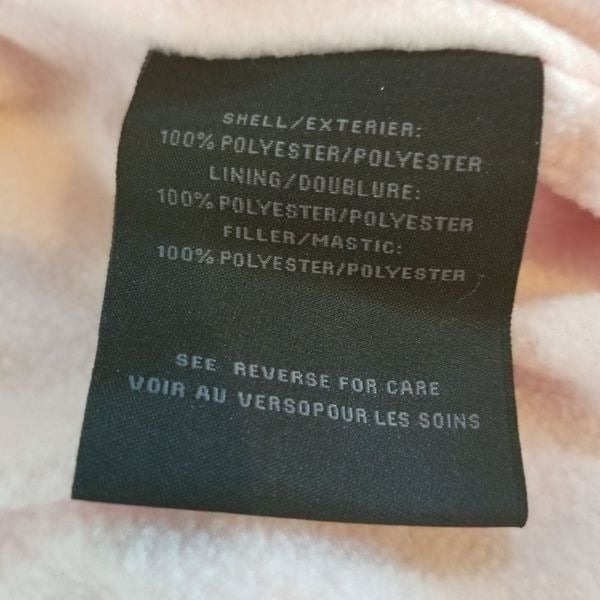 SHELL/EXTERIER:
100% POLYESTER/POLYESTER
LINING/DOUBLURE:
100% POLYESTER/POLYESTER
FILLER/MASTIC:
100% POLYESTER/POLYESTER
SEE REVERSE FOR CARE
VOIR AU VERSOPOUR LES SOINS